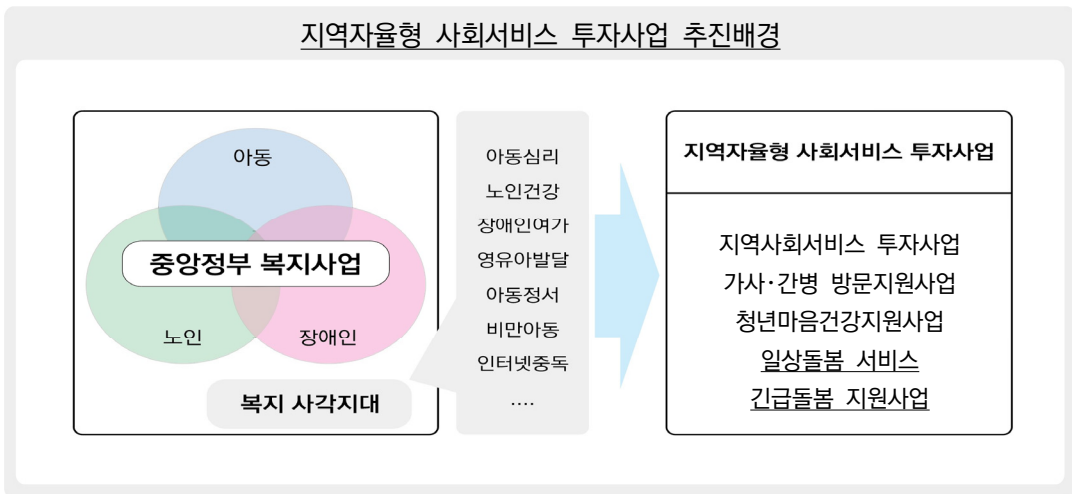 지역자율형 사회서비스 투자사업 추진배경
아동
중앙정부 복지사업
노인
장애인
복지 사각지대
아동심리
노인건강
장애인여가
영유아발달
아동정서
비만아동
인터넷중독
....
지역자율형 사회서비스 투자사업
지역사회서비스 투자사업
가사·간병 방문지원사업
청년마음건강지원사업
일상돌봄 서비스
긴급돌봄 지원사업